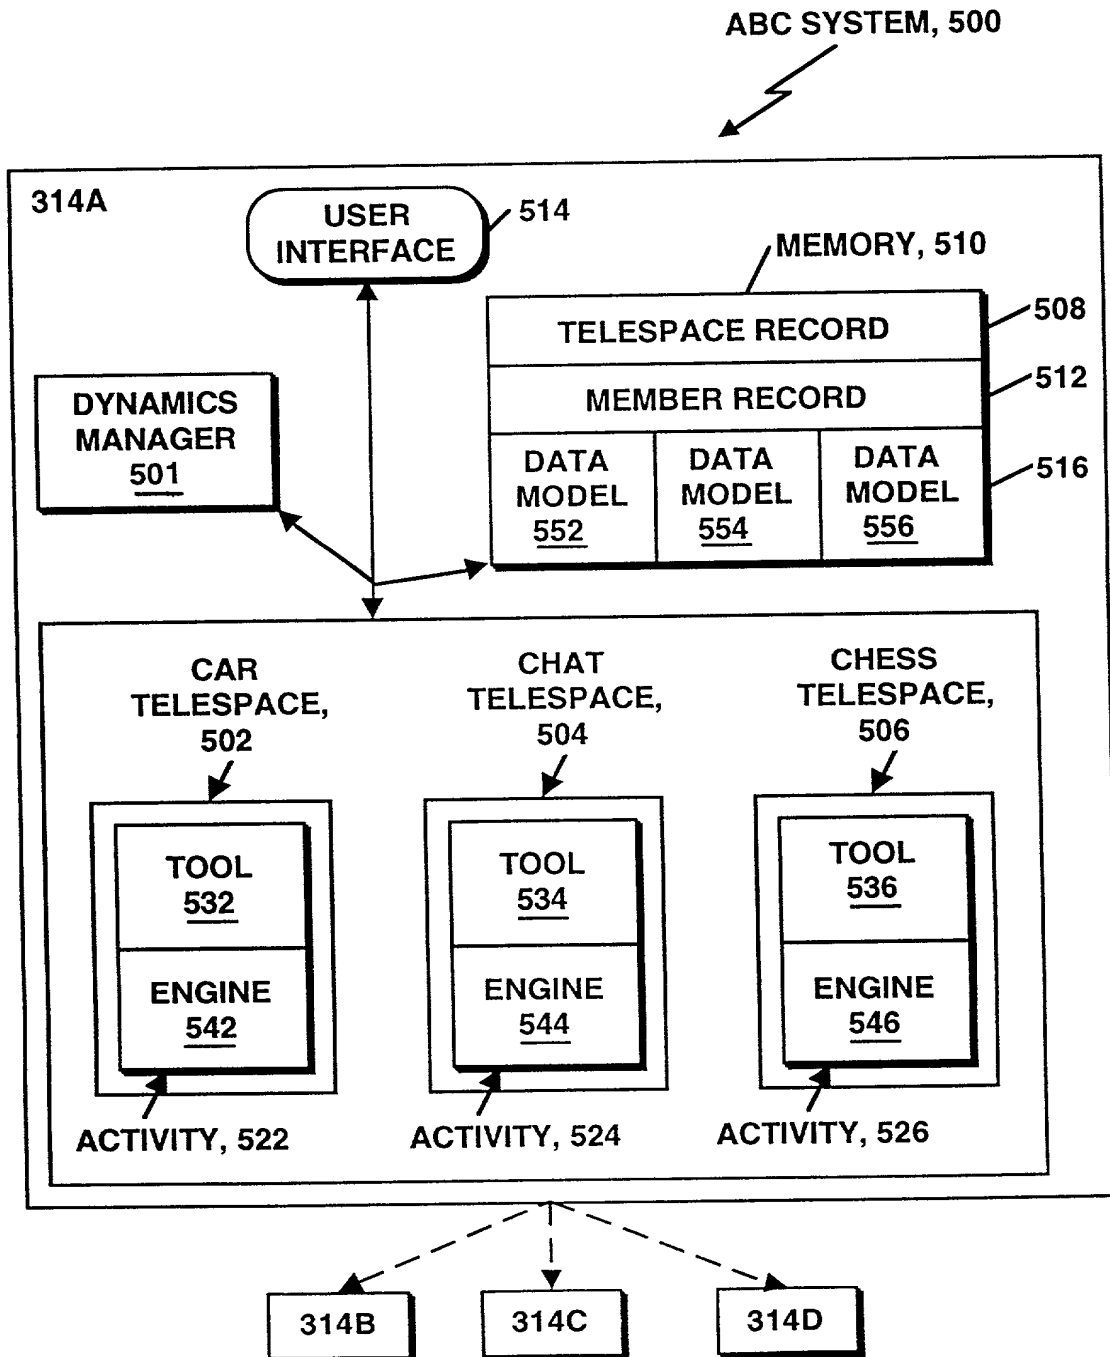 ABC SYSTEM, 500
314A
USER
INTERFACE
514
MEMORY, 510
TELESPACE RECORD
508
MEMBER RECORD
512
DYNAMICS
MANAGER
501
DATA
MODEL
552
DATA
MODEL
554
DATA
MODEL
556
516
CAR
TELESPACE,
502
CHAT
TELESPACE,
504
CHESS
TELESPACE,
506
TOOL
532
TOOL
534
TOOL
536
ENGINE
542
ENGINE
544
ENGINE
546
ACTIVITY, 522
ACTIVITY, 524
ACTIVITY, 526
314B
314C
314D